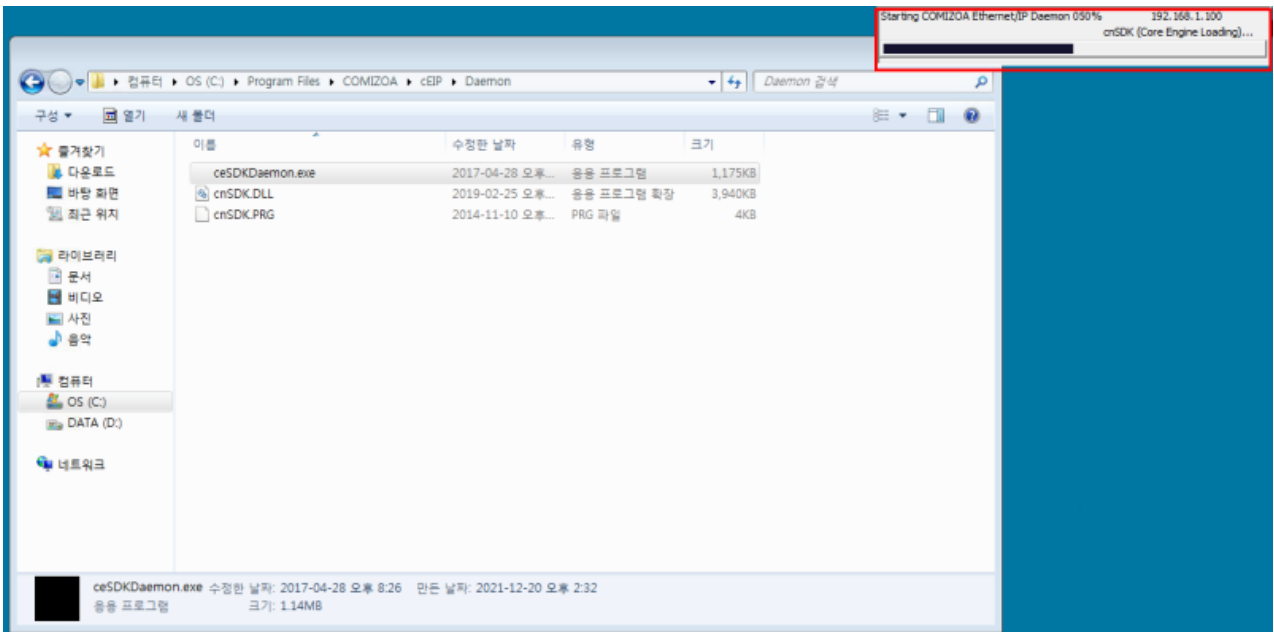 Starting COMIZOA Ethernet/IP Daemon 050% 192.168.1.100
cnSDK (Core Engine Loading)...
컴퓨터 ▸ OS (C:) ▸ Program Files ▸ COMIZOA ▸ cEIP ▸ Daemon
Daemon 검색
구성 열기 새 폴더
이름 수정한 날짜 유형 크기
ceSDKDaemon.exe 2017-04-28 오후... 응용 프로그램 1,175KB
cnSDK.DLL 2019-02-25 오후... 응용 프로그램 확장 3,940KB
cnSDK.PRG 2014-11-10 오후... PRG 파일 4KB
즐겨찾기
다운로드
바탕 화면
최근 위치
라이브러리
문서
비디오
사진
음악
컴퓨터
OS (C:)
DATA (D:)
네트워크
ceSDKDaemon.exe 수정한 날짜: 2017-04-28 오후 8:26 만든 날짜: 2021-12-20 오후 2:32
응용 프로그램 크기: 1.14MB